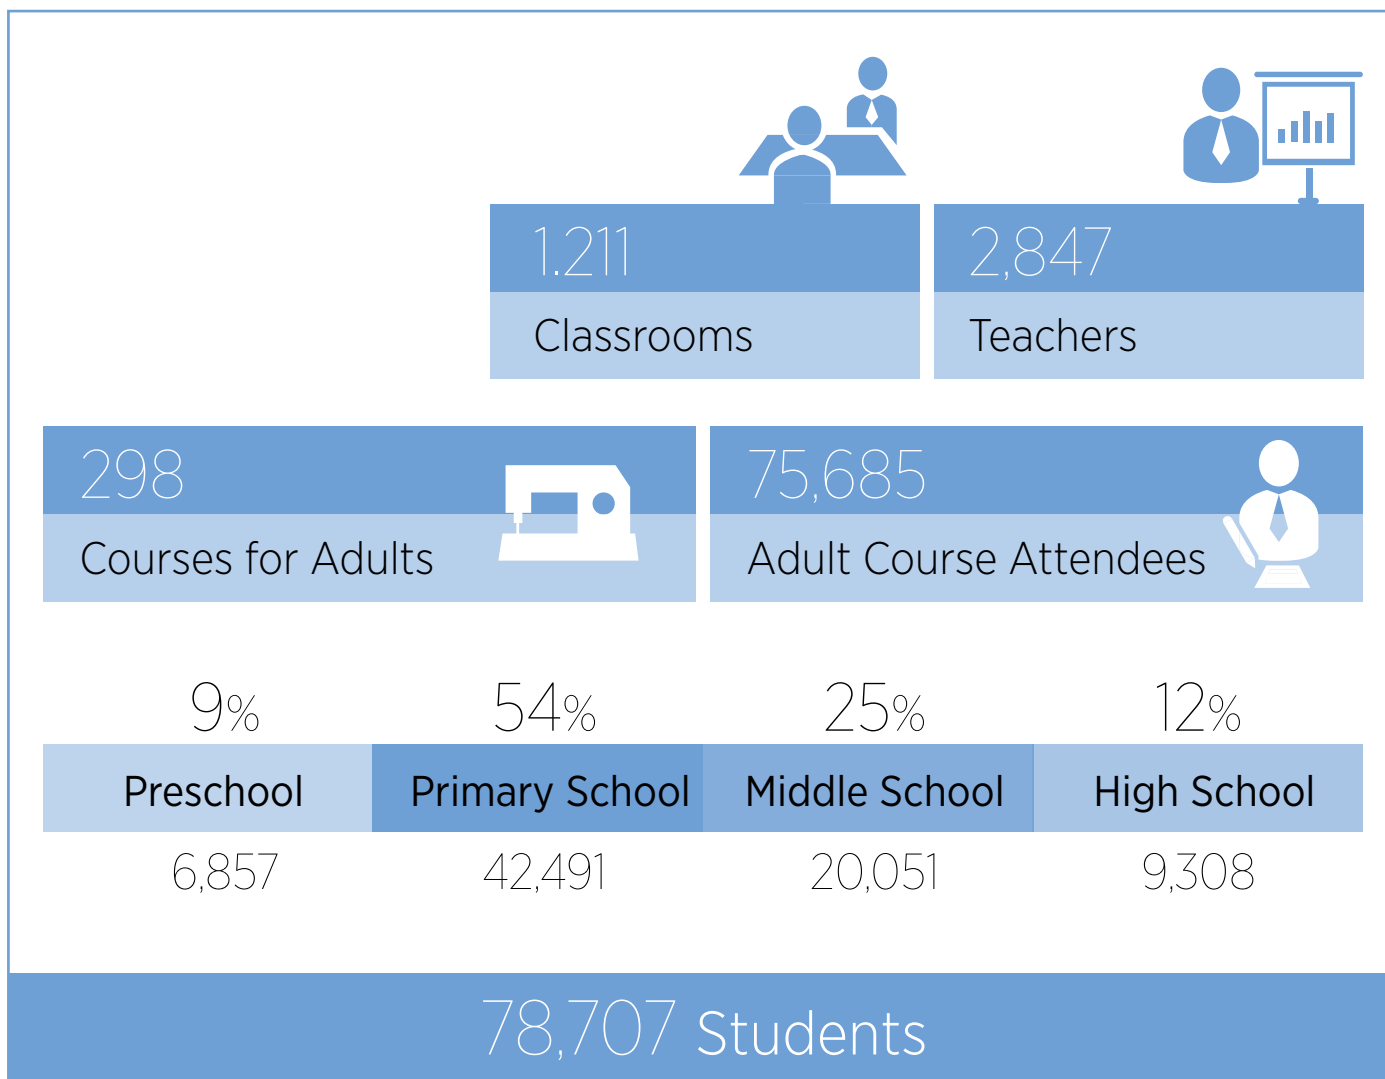 1.211
Classrooms
2,847
Teachers
298
Courses for Adults
75,685
Adult Course Attendees
9%
54%
25%
12%
Preschool
Primary School
Middle School
High School
6,857
42,491
20,051
9,308
78,707 Students